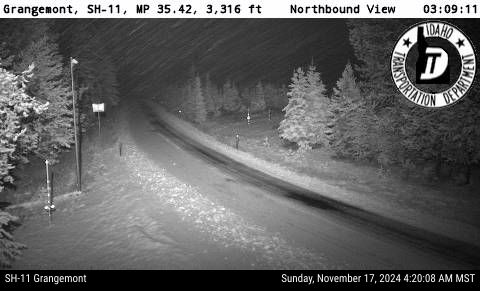 Grangemont, SH-11, MP 35.42, 3,316 ft Northbound View 03:09:11
IDAHO
TRANSPORTATION DEPARTMENT
SH-11 Grangemont Sunday, November 17, 2024 4:20:08 AM MST